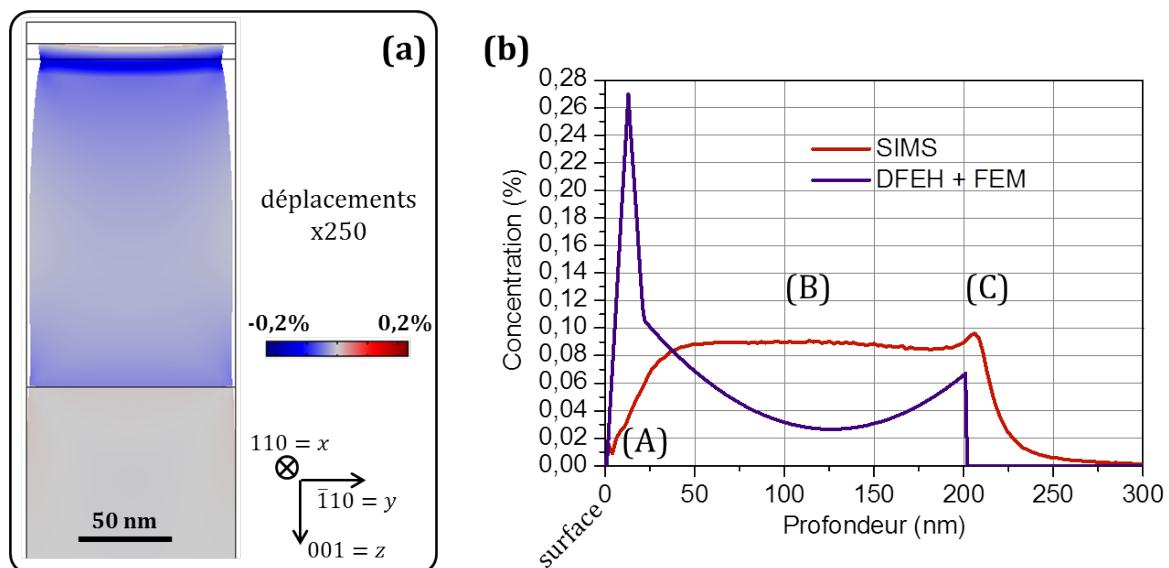 (a)
déplacements
x250
-0,2% 0,2%
110 = x
1̅10 = y
001 = z
50 nm
(b)
Concentration (%)
0,28
0,26
0,24
0,22
0,20
0,18
0,16
0,14
0,12
0,10
0,08
0,06
0,04
0,02
0,00
SIMS
DFEH + FEM
(A)
(B)
(C)
0 50 100 150 200 250 300
surface
Profondeur (nm)